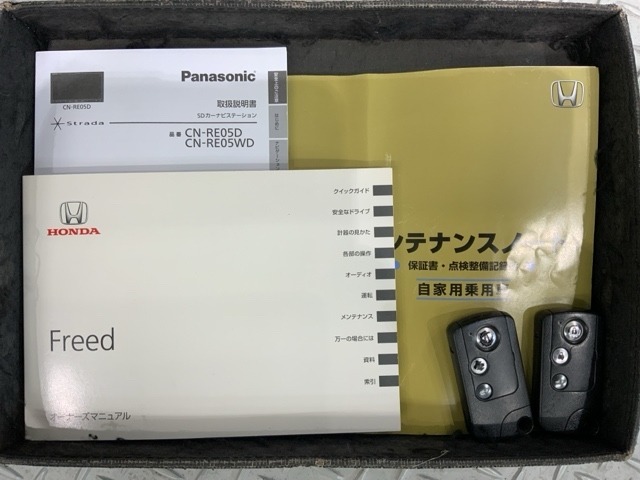 Panasonic
CN-RE05D
取扱説明書
SDカーナビステーション
Strada
品番 CN-RE05D
CN-RE05WD
HONDA
Freed
オーナーズマニュアル
クイックガイド
安全なドライブ
計器の見かた
各部の操作
オーディオ
運転
メンテナンス
万一の場合には
資料
索引
ンテナンスノート
保証書・点検整備記録
自家用乗用